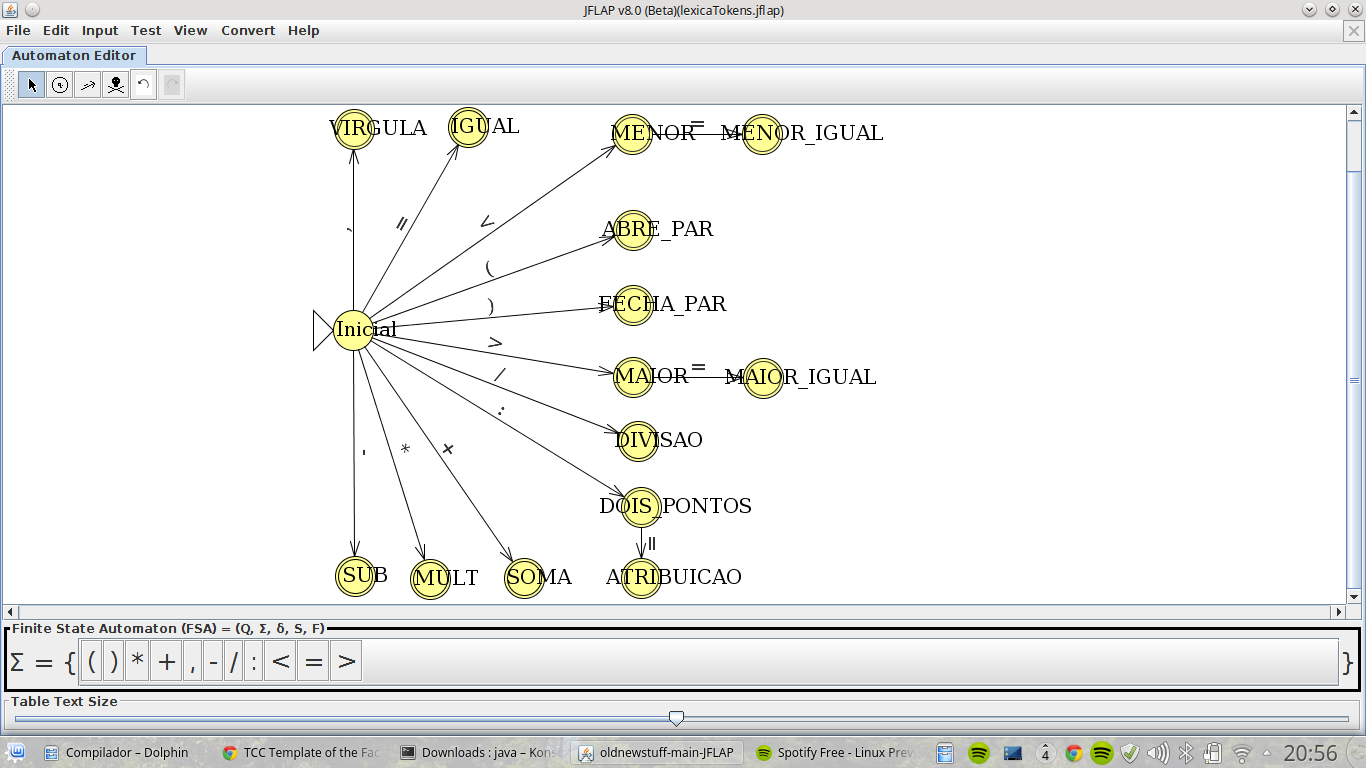 JFLAP v8.0 (Beta)(lexicaTokens.jflap)
File Edit Input Test View Convert Help
Automaton Editor
VIRGULA IGUAL MENOR = MENOR_IGUAL
, = <
ABRE_PAR
(
FECHA_PAR
)
Inicial
>
MAIOR = MAIOR_IGUAL
/
:
DIVISAO
- * +
DOIS_PONTOS
=
SUB MULT SOMA ATRIBUICAO
Finite State Automaton (FSA) = (Q, Σ, δ, S, F)
Σ = { ( ) * + , - / : < = > }
Table Text Size
Compilador – Dolphin TCC Template of the Fac Downloads : java – Kons oldnewstuff-main-JFLAP Spotify Free - Linux Prev 4 20:56